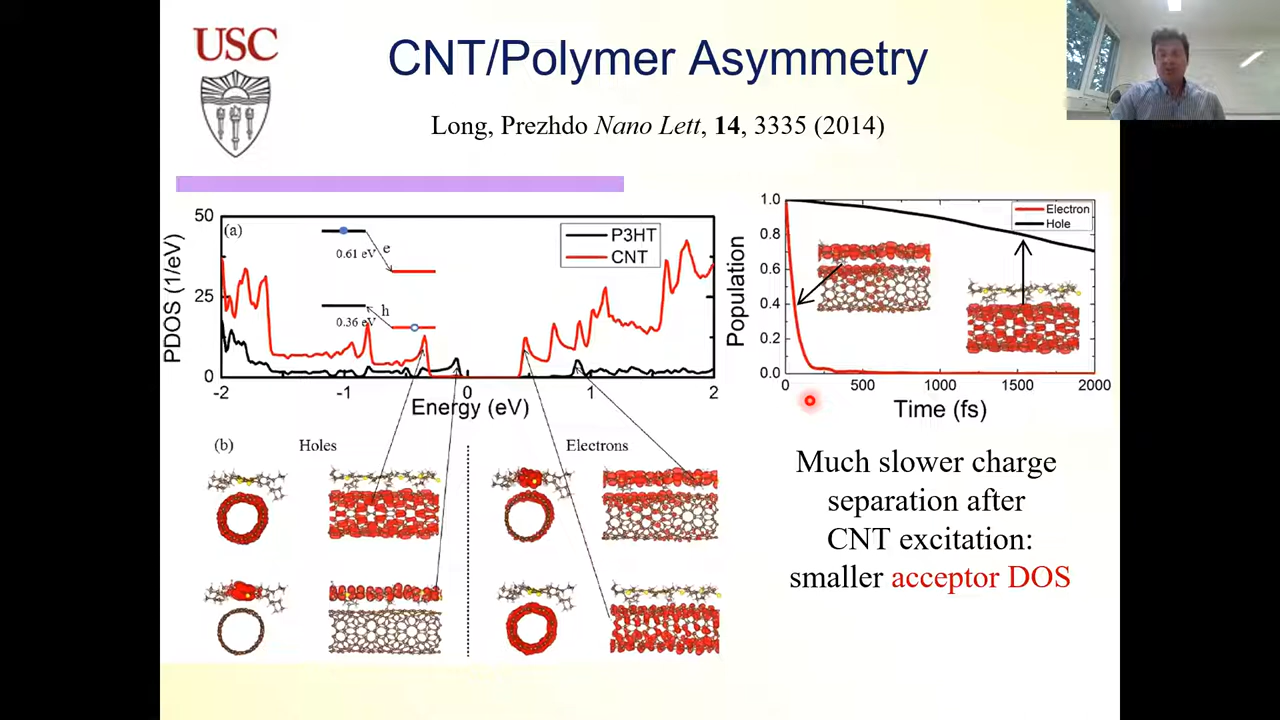 USC
CNT/Polymer Asymmetry
Long, Prezhdo Nano Lett, 14, 3335 (2014)
(a)
50
25
0
PDOS (1/eV)
e
0.61 eV
h
0.36 eV
P3HT
CNT
-2 -1 0 1 2
Energy (eV)
(b) Holes Electrons
1.0
0.8
0.6
0.4
0.2
0.0
Population
Electron
Hole
0 500 1000 1500 2000
Time (fs)
Much slower charge
separation after
CNT excitation:
smaller acceptor DOS